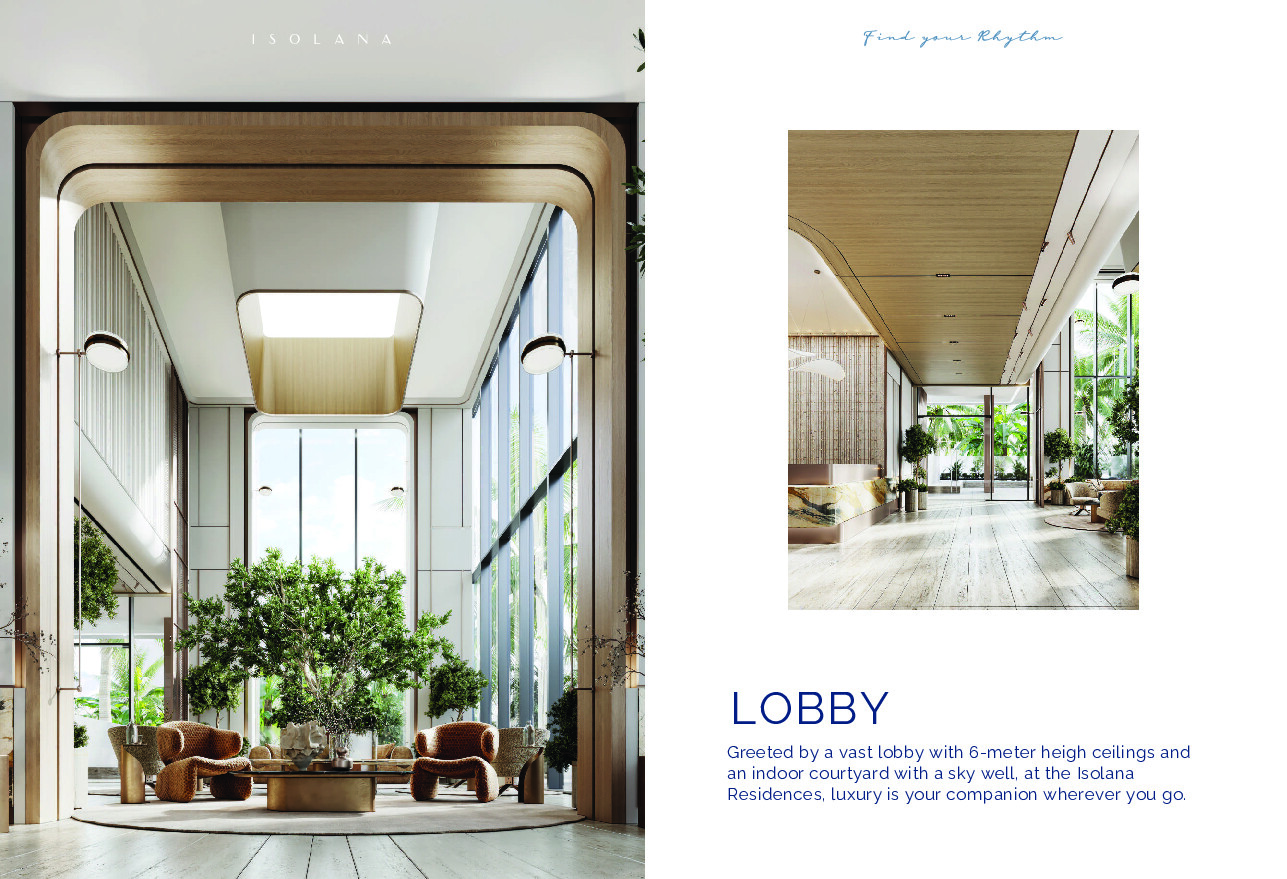 ISOLANA
Find your Rhythm
LOBBY
Greeted by a vast lobby with 6-meter heigh ceilings and
an indoor courtyard with a sky well, at the Isolana
Residences, luxury is your companion wherever you go.